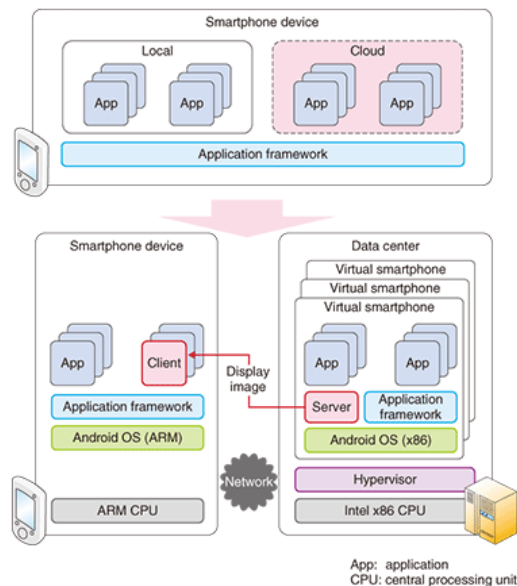 Smartphone device
Local
Cloud
App
App
App
App
Application framework
Smartphone device
Data center
Virtual smartphone
Virtual smartphone
Virtual smartphone
App
Client
Display
image
App
App
Server
Application
framework
Application framework
Android OS (ARM)
Android OS (x86)
Network
Hypervisor
ARM CPU
Intel x86 CPU
App: application
CPU: central processing unit